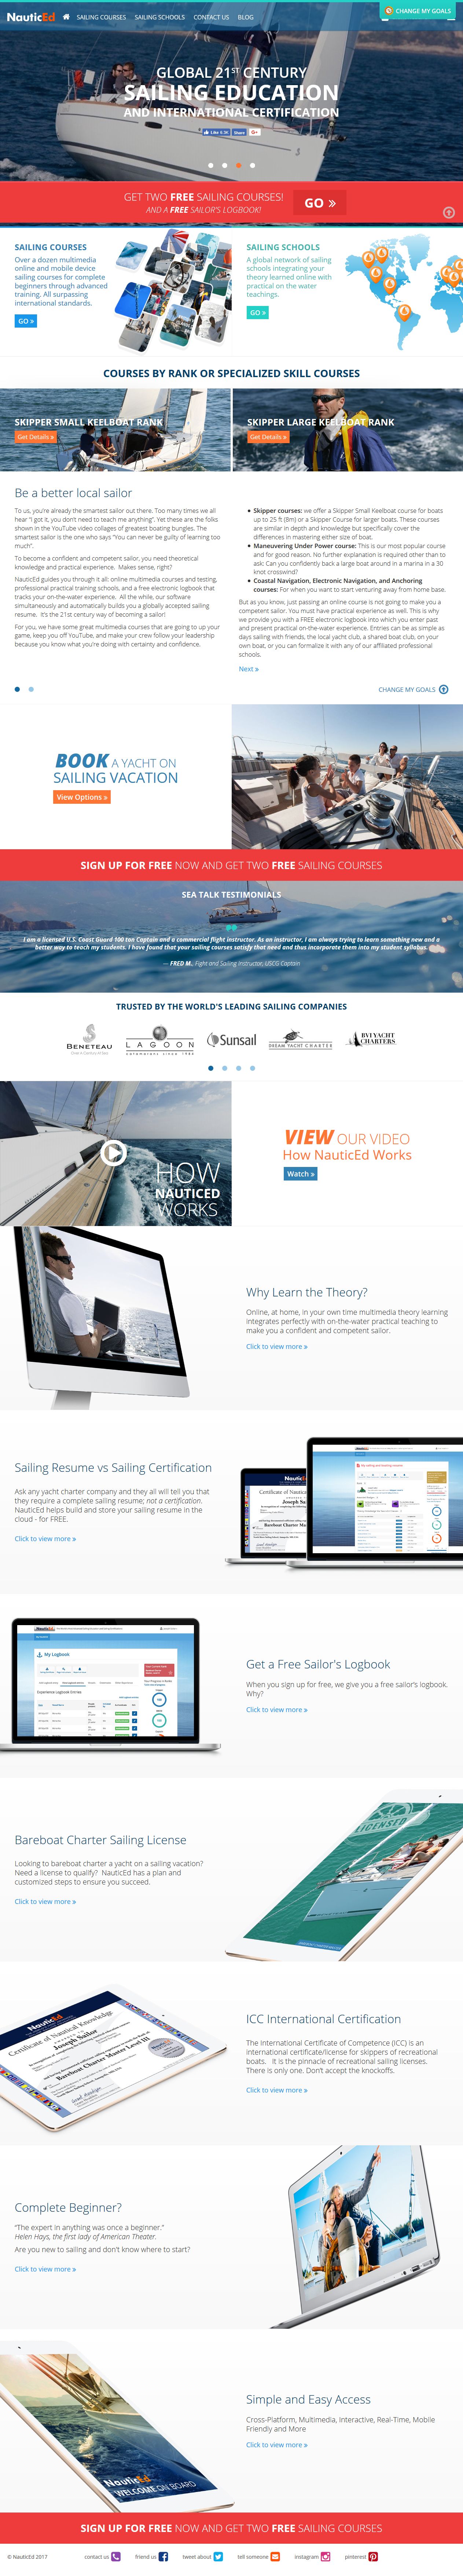 NauticEd
SAILING COURSES SAILING SCHOOLS CONTACT US BLOG
CHANGE MY GOALS
GLOBAL 21ST CENTURY
SAILING EDUCATION
AND INTERNATIONAL CERTIFICATION
Share
G+
GET TWO FREE SAILING COURSES!
AND A FREE SAILOR'S LOGBOOK!
GO »
SAILING COURSES
Over a dozen multimedia
online and mobile device
sailing courses for complete
beginners through advanced
training. All surpassing
international standards.
GO »
SAILING SCHOOLS
A global network of sailing
schools integrating your
theory learned online with
practical on the water
teachings.
GO »
COURSES BY RANK OR SPECIALIZED SKILL COURSES
SKIPPER SMALL KEELBOAT RANK
Get Details »
SKIPPER LARGE KEELBOAT RANK
Get Details »
Be a better local sailor
To us, you're already the smartest sailor out there. Too many times we all
hear "I got it, you don't need to teach me anything". Yet these are the folks
shown in the YouTube video collages of greatest boating bungles. The
smartest sailor is the one who says "You can never be guilty of learning too
much".
To become a confident and competent sailor, you need theoretical
knowledge and practical experience. Makes sense, right?
NauticEd guides you through it all: online multimedia courses and testing,
professional practical training, and a free electronic logbook that
tracks your on-the-water experience. All the while, our software
simultaneously and automatically builds you a globally accepted sailing
resume. It's the 21st way of becoming a sailor!
For you, we have some great multimedia courses that are going to up your
game, keep you off YouTube, and make your crew follow your leadership
because you know what you're doing with certainty and confidence.
• Skipper courses: we offer a Skipper Small Keelboat course for boats
up to 25 ft (8m) or a Skipper Course for larger boats. These courses
are similar in depth and knowledge but specifically cover the
differences in mastering either size of boat.
• Maneuvering Under Power course: This is our most popular course
and for good reason. No further explanation is required other than to
ask: Can you confidently back a large boat around in a marina in a 30
knot crosswind?
• Coastal Navigation, Electronic Navigation, and Anchoring
courses: For when you want to start venturing away from home base.
But as you know, just passing an online course is not going to make you a
competent sailor. You must have practical experience as well. This is why
we provide you with a FREE electronic logbook into which you enter past
and present practical on-the-water experience. Entries can be as simple as
days sailing with friends, the local yacht club, a shared boat club, on your
own boat, or you can formalize it with any of our affiliated professional
schools.
Next »
CHANGE MY GOALS
BOOK A YACHT ON
SAILING VACATION
View Options »
SIGN UP FOR FREE NOW AND GET TWO FREE SAILING COURSES
SEA TALK TESTIMONIALS
I am a licensed U.S. Coast Guard 100 ton Captain and a commercial flight instructor. As an instructor, I am always trying to learn something new and a
better way to teach my students. I have found that your sailing courses satisfy that need and thus incorporate them into my student syllabus.
— FRED M., Fight and Sailing Instructor, USCG Captain
TRUSTED BY THE WORLD'S LEADING SAILING COMPANIES
BENETEAU
LAGOON
catamarans since 1984
Sunsail
DREAM YACHT CHARTER
BVI YACHT
CHARTERS
HOW
NAUTICED
WORKS
VIEW OUR VIDEO
How NauticEd Works
Watch »
Why Learn the Theory?
Online, at home, in your own time multimedia theory learning
integrates perfectly with on-the-water practical teaching to
make you a confident and competent sailor.
Click to view more »
Sailing Resume vs Sailing Certification
Ask any yacht charter company and they all will tell you that
they require a complete sailing resume; not a certification.
NauticEd helps build and store your sailing resume in the
cloud - for FREE.
Click to view more »
My Logbook
Get a Free Sailor's Logbook
When you sign up for free, we give you a free sailor's logbook.
Why?
Click to view more »
Bareboat Charter Sailing License
Looking to bareboat charter a yacht on a sailing vacation?
Need a license to qualify? NauticEd has a plan and
customized steps to ensure you succeed.
Click to view more »
LICENSED
NauticEd
Certificate of Nautical Knowledge
Joseph Sailor
Bareboat Charter Master Level III
ICC International Certification
The International Certificate of Competence (ICC) is an
international certificate/license for skippers of recreational
boats. It is the pinnacle of recreational sailing licenses.
There is only one. Don't accept the knockoffs.
Click to view more »
Complete Beginner?
"The expert in anything was once a beginner."
Helen Hays, the first lady of American Theater.
Are you new to sailing and don't know where to start?
Click to view more »
NauticEd
WELCOME ON BOARD
Simple and Easy Access
Cross-Platform, Multimedia, Interactive, Real-Time, Mobile
Friendly and More
Click to view more »
SIGN UP FOR FREE NOW AND GET TWO FREE SAILING COURSES
© NauticEd 2017 contact us friend us tweet about tell someone instagram pinterest